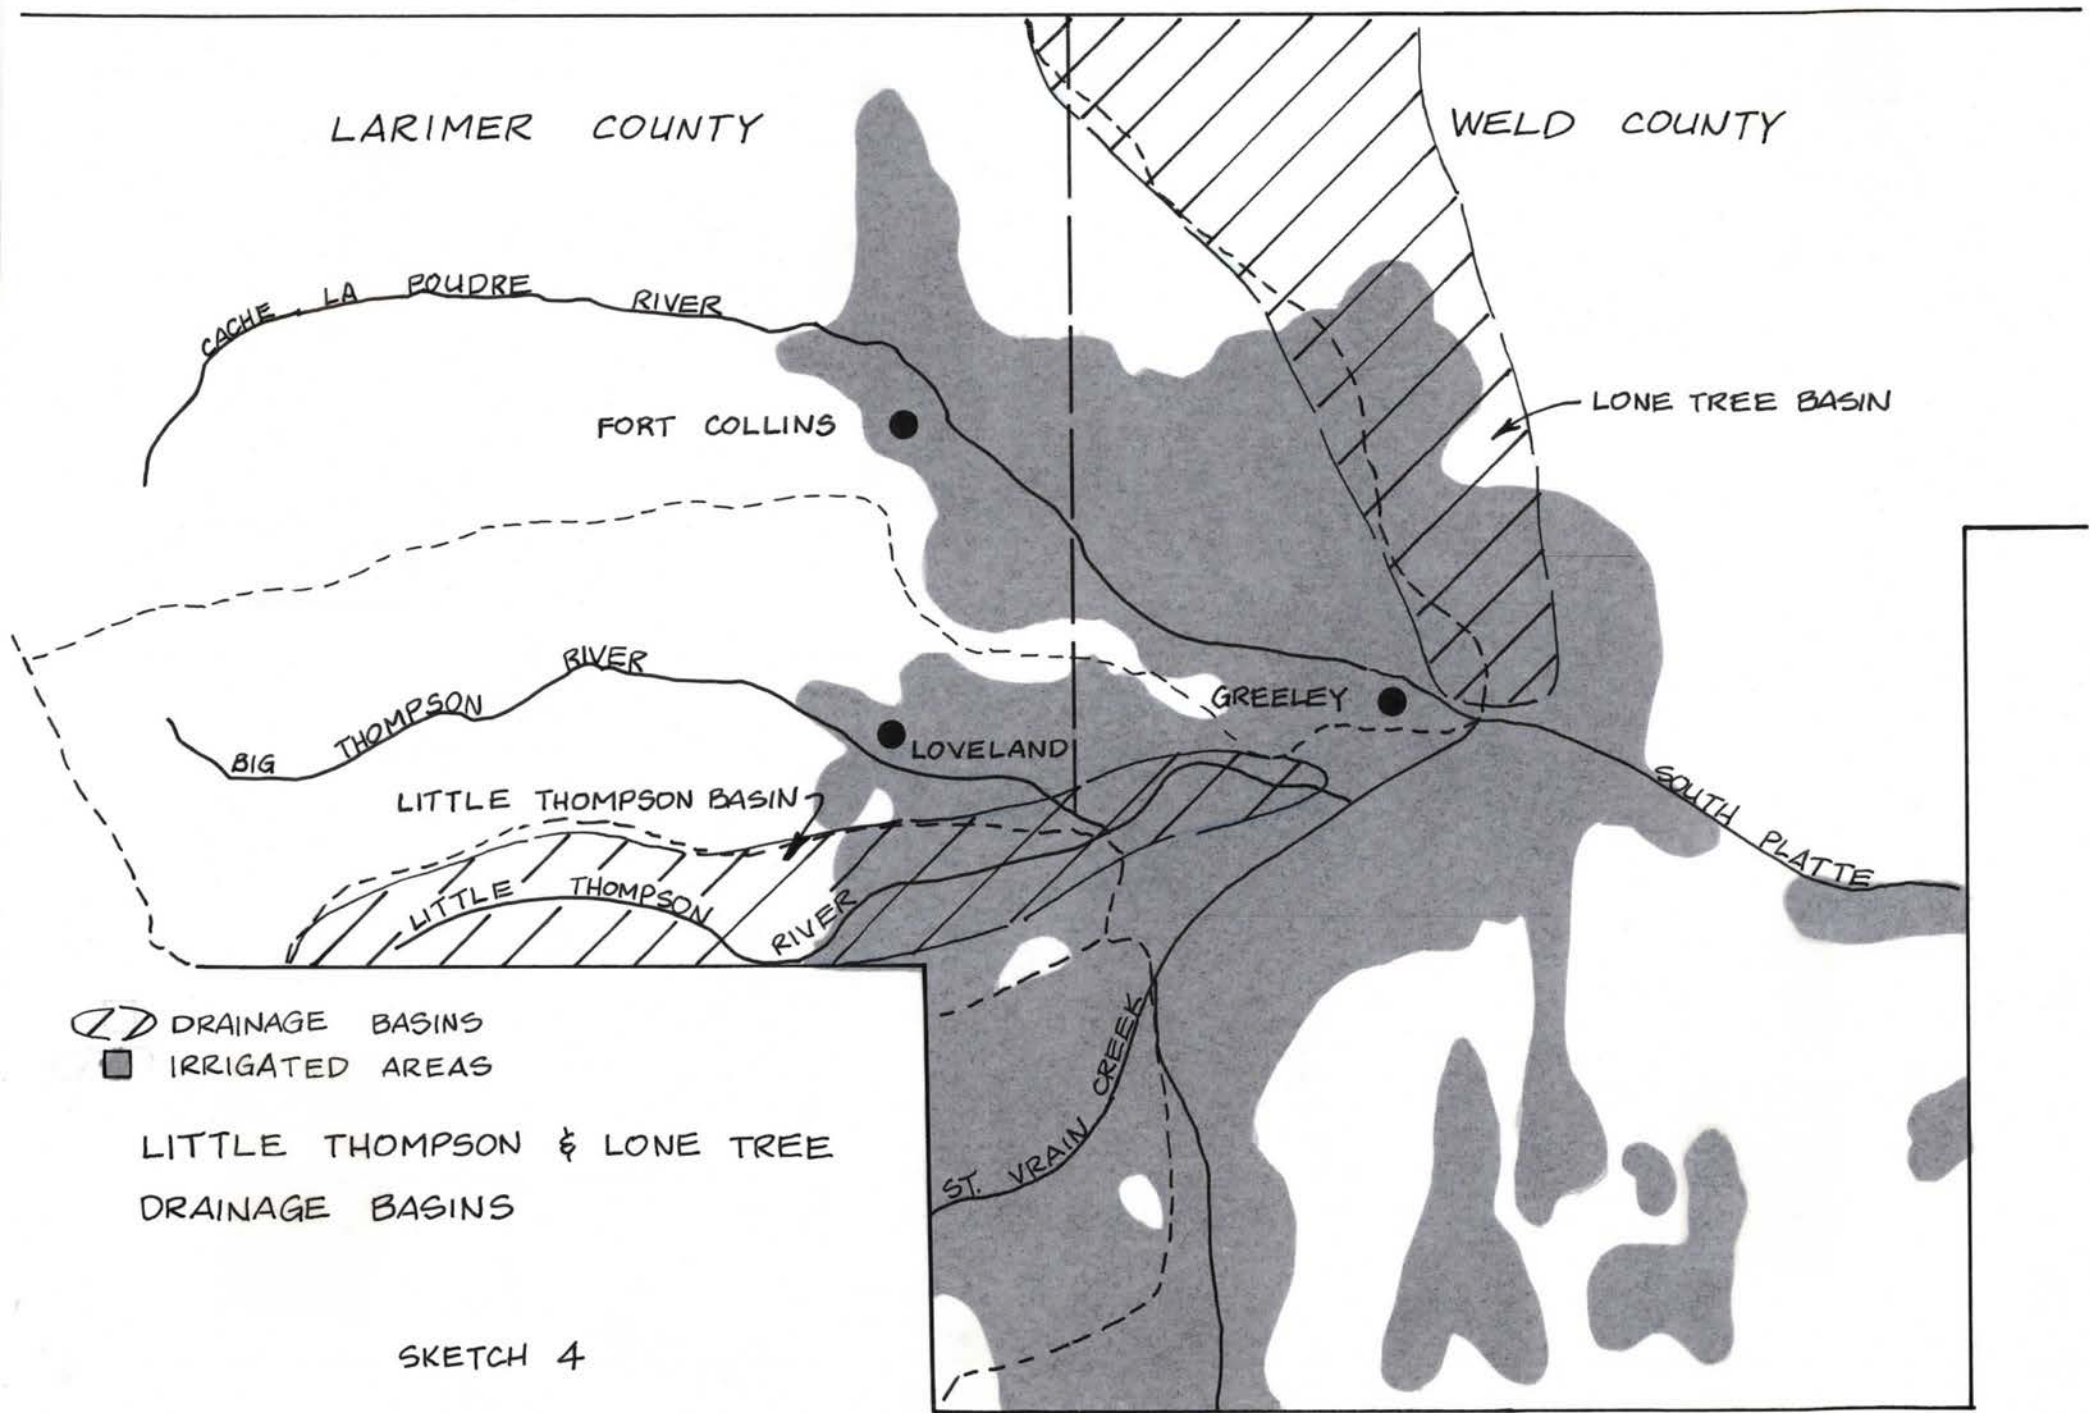 LARIMER COUNTY
WELD COUNTY
CACHE LA POUDRE RIVER
LONE TREE BASIN
FORT COLLINS
BIG THOMPSON RIVER
GREELEY
LOVELAND
LITTLE THOMPSON BASIN
SOUTH PLATTE
LITTLE THOMPSON RIVER
ST. VRAIN CREEK
DRAINAGE BASINS
IRRIGATED AREAS
LITTLE THOMPSON & LONE TREE
DRAINAGE BASINS
SKETCH 4